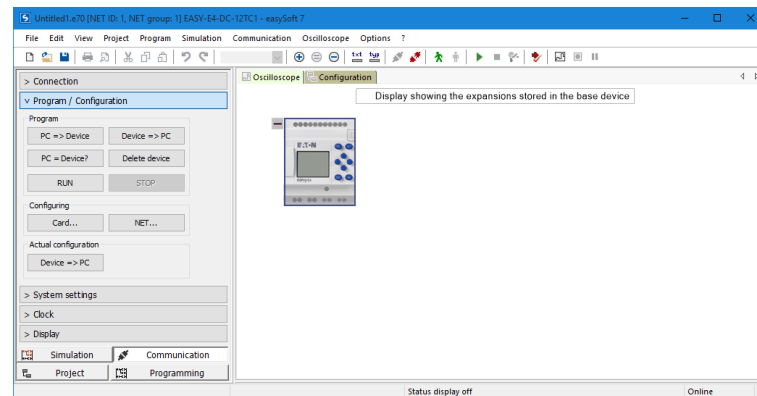 Untitled1.e70 [NET ID: 1, NET group: 1] EASY-E4-DC-12TC1 - easySoft 7
File Edit View Project Program Simulation Communication Oscilloscope Options ?
txt
> Connection
v Program / Configuration
Program
PC => Device Device => PC
PC = Device? Delete device
RUN STOP
Configuring
Card... NET...
Actual configuration
Device => PC
> System settings
> Clock
> Display
Simulation Communication
Project Programming
Oscilloscope Configuration
Display showing the expansions stored in the base device
E·T·N
Status display off Online